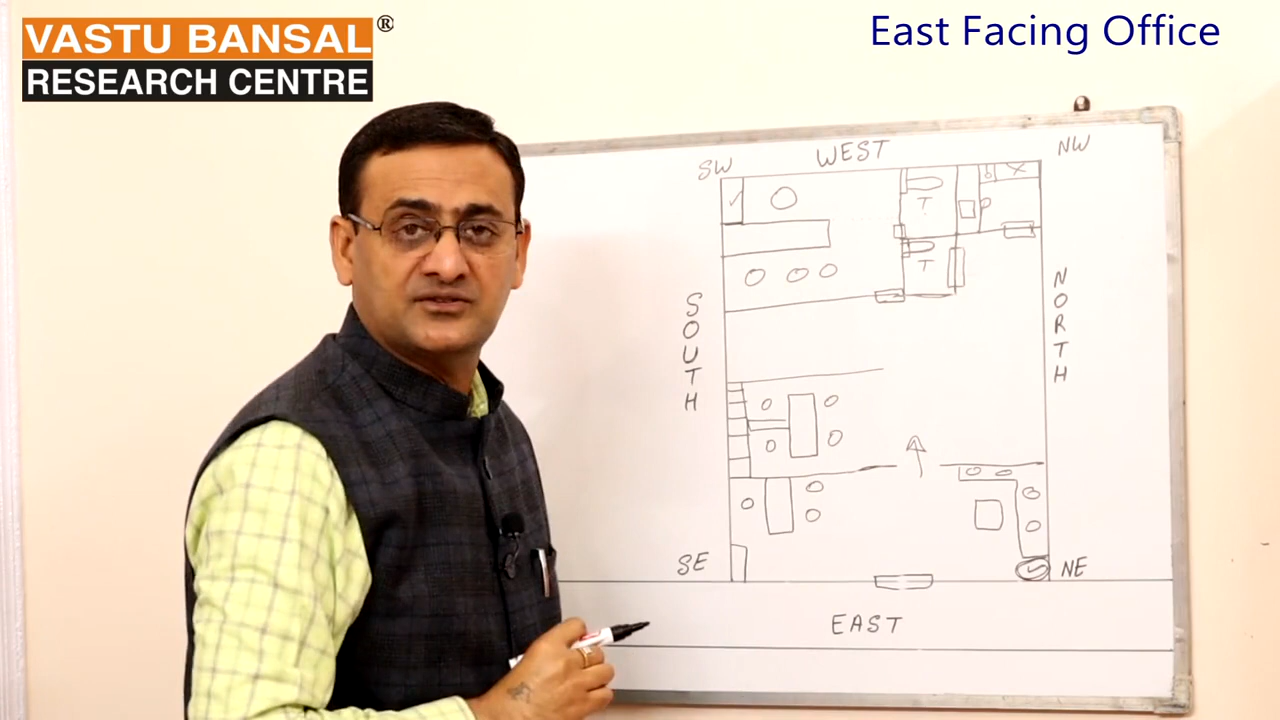 VASTU BANSAL®
RESEARCH CENTRE
East Facing Office
SW
WEST
NW
T
T
SOUTH
NORTH
SE
NE
EAST